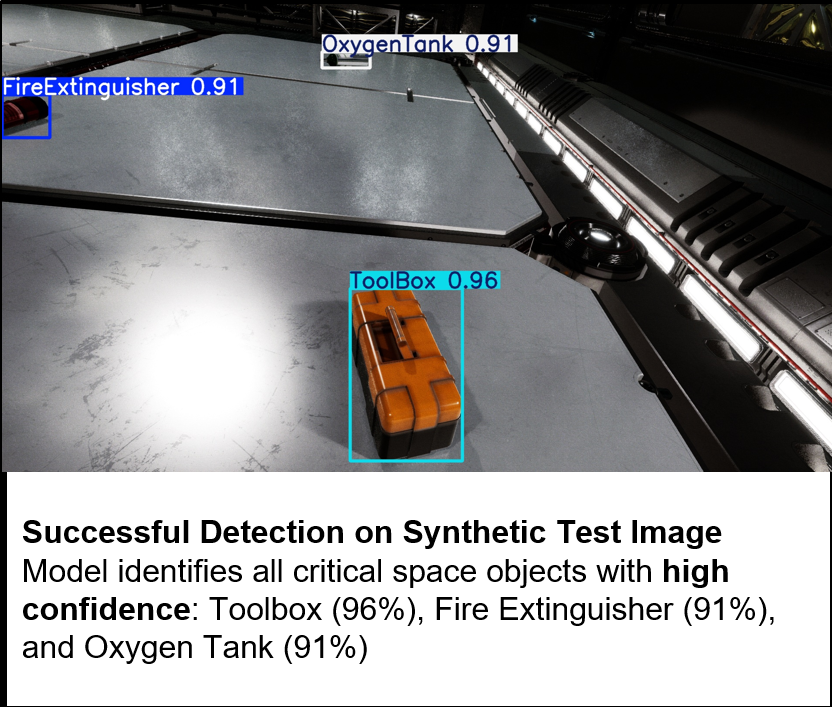 OxygenTank 0.91
FireExtinguisher 0.91
ToolBox 0.96
Successful Detection on Synthetic Test Image
Model identifies all critical space objects with high
confidence: Toolbox (96%), Fire Extinguisher (91%),
and Oxygen Tank (91%)